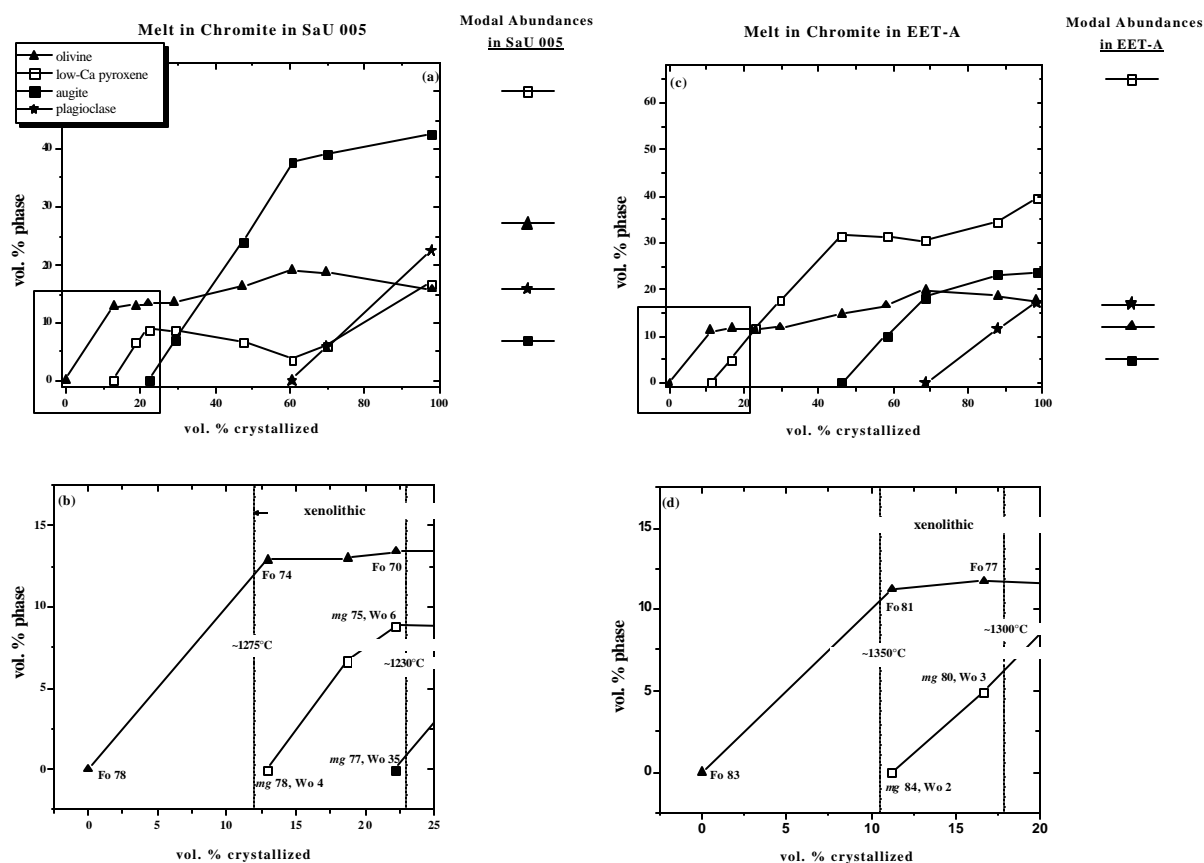 Melt in Chromite in SaU 005
Modal Abundances
in SaU 005
olivine
low-Ca pyroxene
augite
plagioclase
(a)
40
30
20
10
0
vol. % phase
0 20 40 60 80 100
vol. % crystallized
Melt in Chromite in EET-A
Modal Abundances
in EET-A
(c)
60
50
40
30
20
10
0
vol. % phase
0 20 40 60 80 100
vol. % crystallized
(b)
xenolithic
15
10
5
0
vol. % phase
Fo 74
Fo 70
mg 75, Wo 6
~1275°C
~1230°C
mg 77, Wo 35
Fo 78
mg 78, Wo 4
0 5 10 15 20 25
vol. % crystallized
(d)
xenolithic
15
10
5
0
vol. % phase
Fo 77
Fo 81
~1300°C
~1350°C
mg 80, Wo 3
Fo 83
mg 84, Wo 2
0 5 10 15 20
vol. % crystallized